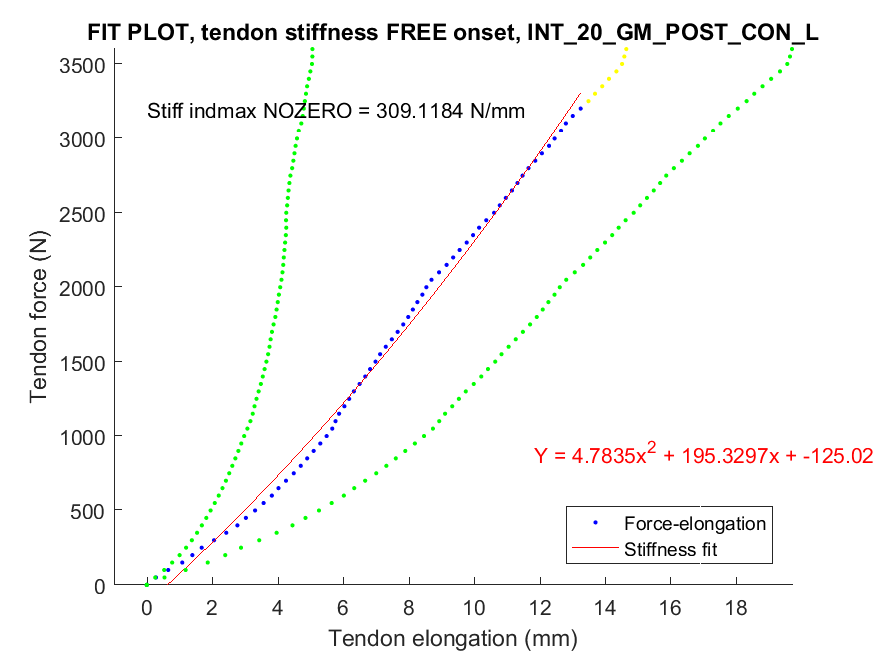 FIT PLOT, tendon stiffness FREE onset, INT_20_GM_POST_CON_L
Stiff indmax NOZERO = 309.1184 N/mm
Y = 4.7835x² + 195.3297x + -125.02
Force-elongation
Stiffness fit
Tendon force (N)
3500
3000
2500
2000
1500
1000
500
0
0 2 4 6 8 10 12 14 16 18
Tendon elongation (mm)